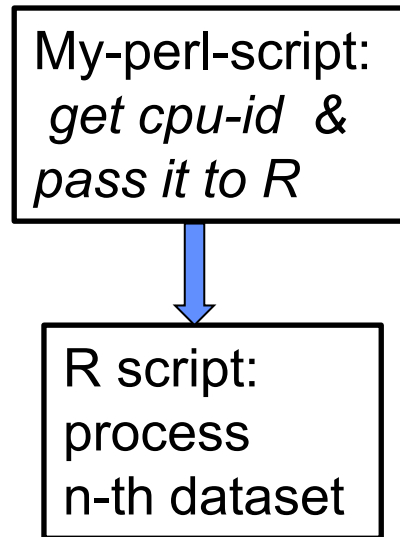 My-perl-script:
get cpu-id &
pass it to R
R script:
process
n-th dataset